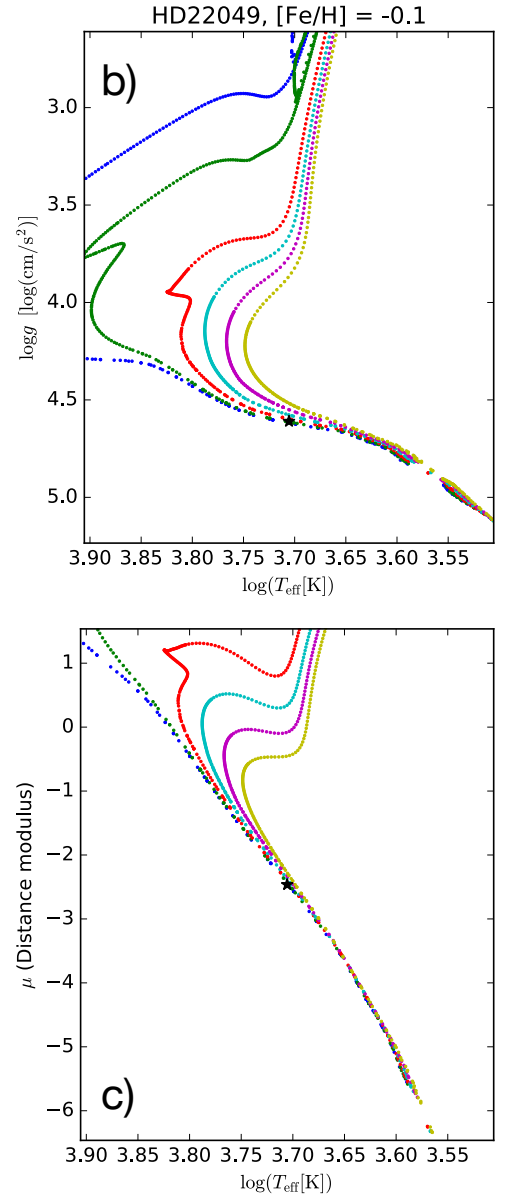 HD22049, [Fe/H] = -0.1
b)
3.0
3.5
4.0
4.5
5.0
log g [log(cm/s²)]
3.90 3.85 3.80 3.75 3.70 3.65 3.60 3.55
log(T_eff[K])
1
0
−1
−2
−3
−4
−5
−6
μ (Distance modulus)
c)
3.90 3.85 3.80 3.75 3.70 3.65 3.60 3.55
log(T_eff[K])